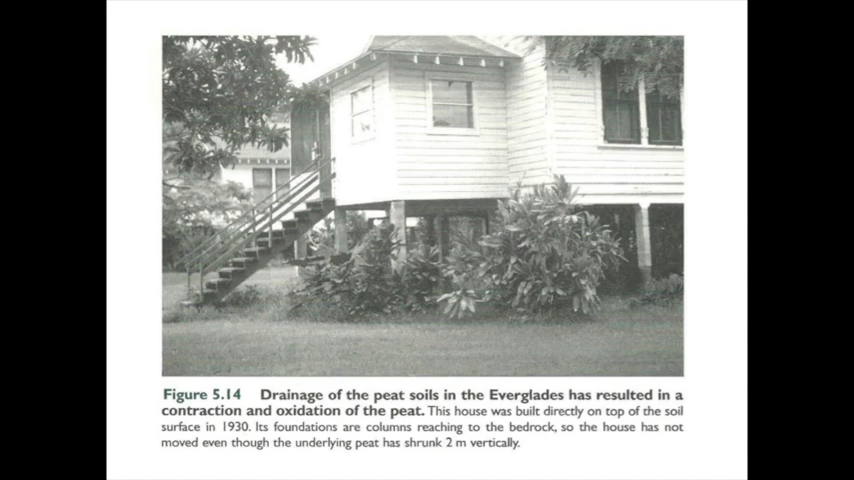 Figure 5.14 Drainage of the peat soils in the Everglades has resulted in a
contraction and oxidation of the peat. This house was built directly on top of the soil
surface in 1930. Its foundations are columns reaching to the bedrock, so the house has not
moved even though the underlying peat has shrunk 2 m vertically.